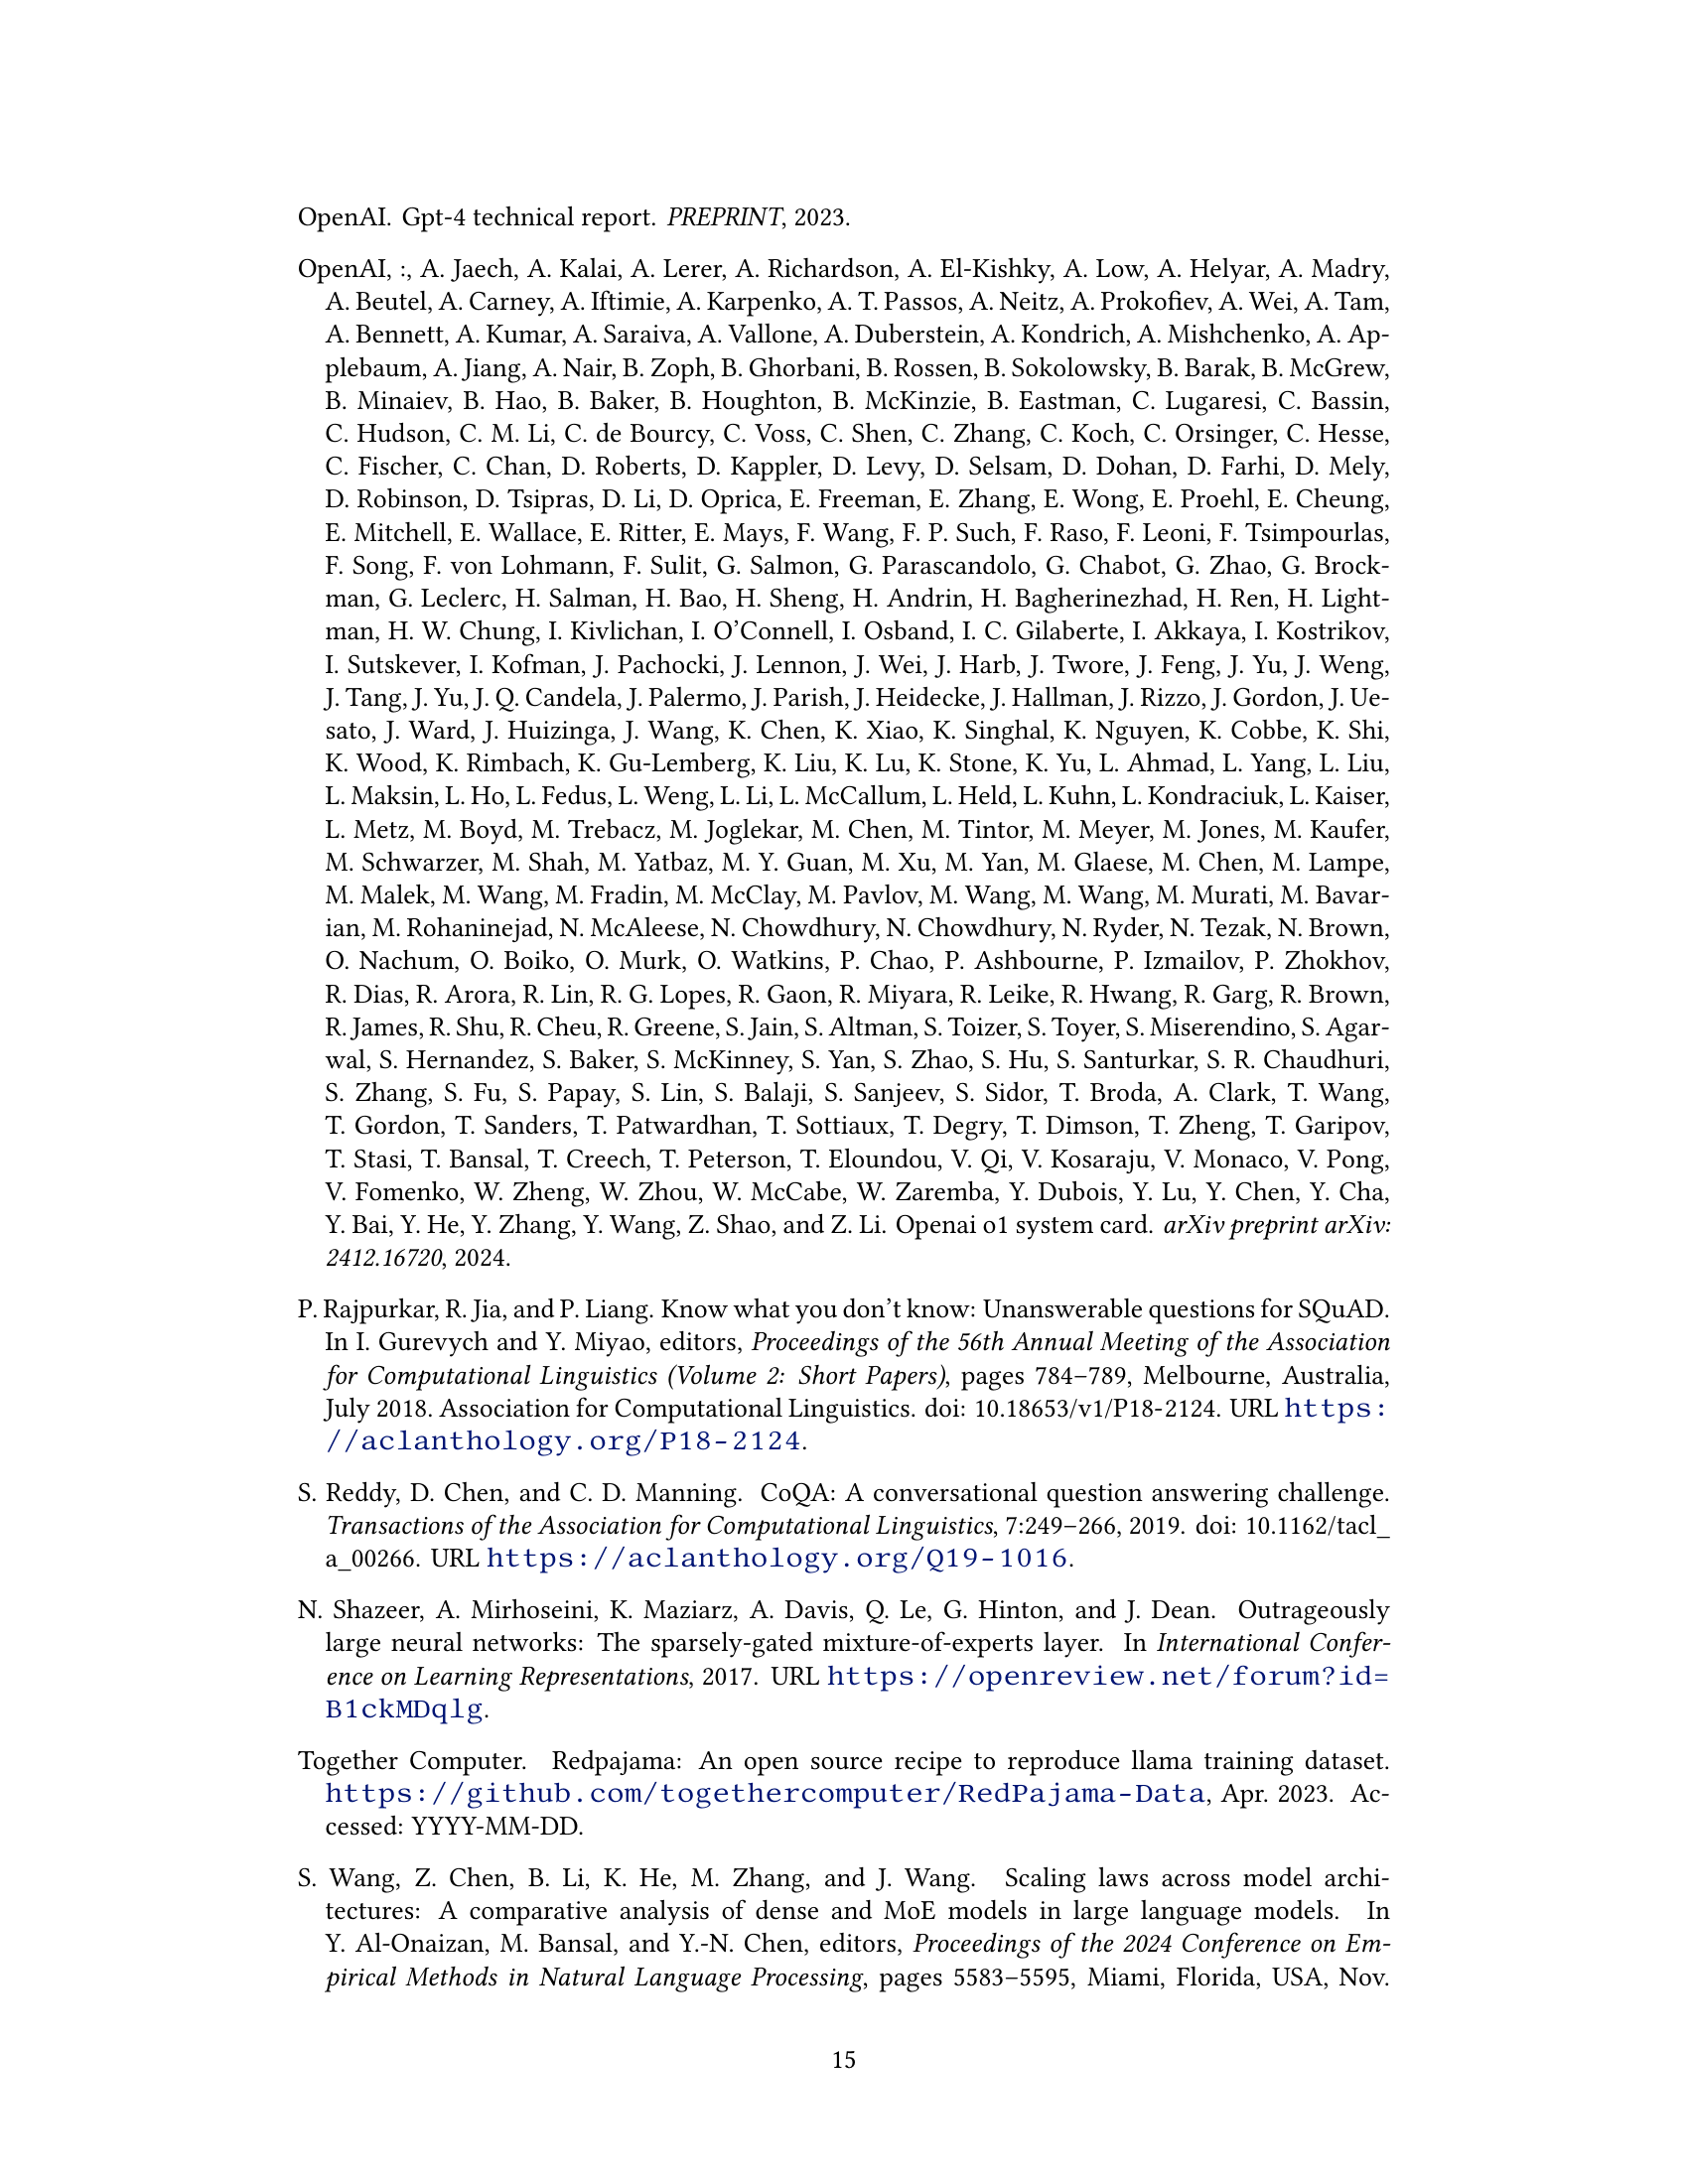 OpenAI. Gpt-4 technical report. PREPRINT, 2023.
OpenAI, :, A. Jaech, A. Kalai, A. Lerer, A. Richardson, A. El-Kishky, A. Low, A. Helyar, A. Madry,
A. Beutel, A. Carney, A. Iftimie, A. Karpenko, A. T. Passos, A. Neitz, A. Prokofiev, A. Wei, A. Tam,
A. Bennett, A. Kumar, A. Saraiva, A. Vallone, A. Duberstein, A. Kondrich, A. Mishchenko, A. Ap-
plebaum, A. Jiang, A. Nair, B. Zoph, B. Ghorbani, B. Rossen, B. Sokolowsky, B. Barak, B. McGrew,
B. Minaiev, B. Hao, B. Baker, B. Houghton, B. McKinzie, B. Eastman, C. Lugaresi, C. Bassin,
C. Hudson, C. M. Li, C. de Bourcy, C. Voss, C. Shen, C. Zhang, C. Koch, C. Orsinger, C. Hesse,
C. Fischer, C. Chan, D. Roberts, D. Kappler, D. Levy, D. Selsam, D. Dohan, D. Farhi, D. Mely,
D. Robinson, D. Tsipras, D. Li, D. Oprica, E. Freeman, E. Zhang, E. Wong, E. Proehl, E. Cheung,
E. Mitchell, E. Wallace, E. Ritter, E. Mays, F. Wang, F. P. Such, F. Raso, F. Leoni, F. Tsimpourlas,
F. Song, F. von Lohmann, F. Sulit, G. Salmon, G. Parascandolo, G. Chabot, G. Zhao, G. Brock-
man, G. Leclerc, H. Salman, H. Bao, H. Sheng, H. Andrin, H. Bagherinezhad, H. Ren, H. Light-
man, H. W. Chung, I. Kivlichan, I. O'Connell, I. Osband, I. C. Gilaberte, I. Akkaya, I. Kostrikov,
I. Sutskever, I. Kofman, J. Pachocki, J. Lennon, J. Wei, J. Harb, J. Twore, J. Feng, J. Yu, J. Weng,
J. Tang, J. Yu, J. Q. Candela, J. Palermo, J. Parish, J. Heidecke, J. Hallman, J. Rizzo, J. Gordon, J. Ue-
sato, J. Ward, J. Huizinga, J. Wang, K. Chen, K. Xiao, K. Singhal, K. Nguyen, K. Cobbe, K. Shi,
K. Wood, K. Rimbach, K. Gu-Lemberg, K. Liu, K. Lu, K. Stone, K. Yu, L. Ahmad, L. Yang, L. Liu,
L. Maksin, L. Ho, L. Fedus, L. Weng, L. Li, L. McCallum, L. Held, L. Kuhn, L. Kondraciuk, L. Kaiser,
L. Metz, M. Boyd, M. Trebacz, M. Joglekar, M. Chen, M. Tintor, M. Meyer, M. Jones, M. Kaufer,
M. Schwarzer, M. Shah, M. Yatbaz, M. Y. Guan, M. Xu, M. Yan, M. Glaese, M. Chen, M. Lampe,
M. Malek, M. Wang, M. Fradin, M. McClay, M. Pavlov, M. Wang, M. Wang, M. Murati, M. Bavar-
ian, M. Rohaninejad, N. McAleese, N. Chowdhury, N. Chowdhury, N. Ryder, N. Tezak, N. Brown,
O. Nachum, O. Boiko, O. Murk, O. Watkins, P. Chao, P. Ashbourne, P. Izmailov, P. Zhokhov,
R. Dias, R. Arora, R. Lin, R. G. Lopes, R. Gaon, R. Miyara, R. Leike, R. Hwang, R. Garg, R. Brown,
R. James, R. Shu, R. Cheu, R. Greene, S. Jain, S. Altman, S. Toizer, S. Toyer, S. Miserendino, S. Agar-
wal, S. Hernandez, S. Baker, S. McKinney, S. Yan, S. Zhao, S. Hu, S. Santurkar, S. R. Chaudhuri,
S. Zhang, S. Fu, S. Papay, S. Lin, S. Balaji, S. Sanjeev, S. Sidor, T. Broda, A. Clark, T. Wang,
T. Gordon, T. Sanders, T. Patwardhan, T. Sottiaux, T. Degry, T. Dimson, T. Zheng, T. Garipov,
T. Stasi, T. Bansal, T. Creech, T. Peterson, T. Eloundou, V. Qi, V. Kosaraju, V. Monaco, V. Pong,
V. Fomenko, W. Zheng, W. Zhou, W. McCabe, W. Zaremba, Y. Dubois, Y. Lu, Y. Chen, Y. Cha,
Y. Bai, Y. He, Y. Zhang, Y. Wang, Z. Shao, and Z. Li. Openai o1 system card. arXiv preprint arXiv:
2412.16720, 2024.
P. Rajpurkar, R. Jia, and P. Liang. Know what you don't know: Unanswerable questions for SQuAD.
In I. Gurevych and Y. Miyao, editors, Proceedings of the 56th Annual Meeting of the Association
for Computational Linguistics (Volume 2: Short Papers), pages 784–789, Melbourne, Australia,
July 2018. Association for Computational Linguistics. doi: 10.18653/v1/P18-2124. URL https:
//aclanthology.org/P18-2124.
S. Reddy, D. Chen, and C. D. Manning. CoQA: A conversational question answering challenge.
Transactions of the Association for Computational Linguistics, 7:249–266, 2019. doi: 10.1162/tacl_
a_00266. URL https://aclanthology.org/Q19-1016.
N. Shazeer, A. Mirhoseini, K. Maziarz, A. Davis, Q. Le, G. Hinton, and J. Dean. Outrageously
large neural networks: The sparsely-gated mixture-of-experts layer. In International Confer-
ence on Learning Representations, 2017. URL https://openreview.net/forum?id=
B1ckMDqlg.
Together Computer. Redpajama: An open source recipe to reproduce llama training dataset.
https://github.com/togethercomputer/RedPajama-Data, Apr. 2023. Ac-
cessed: YYYY-MM-DD.
S. Wang, Z. Chen, B. Li, K. He, M. Zhang, and J. Wang. Scaling laws across model archi-
tectures: A comparative analysis of dense and MoE models in large language models. In
Y. Al-Onaizan, M. Bansal, and Y.-N. Chen, editors, Proceedings of the 2024 Conference on Em-
pirical Methods in Natural Language Processing, pages 5583–5595, Miami, Florida, USA, Nov.
15